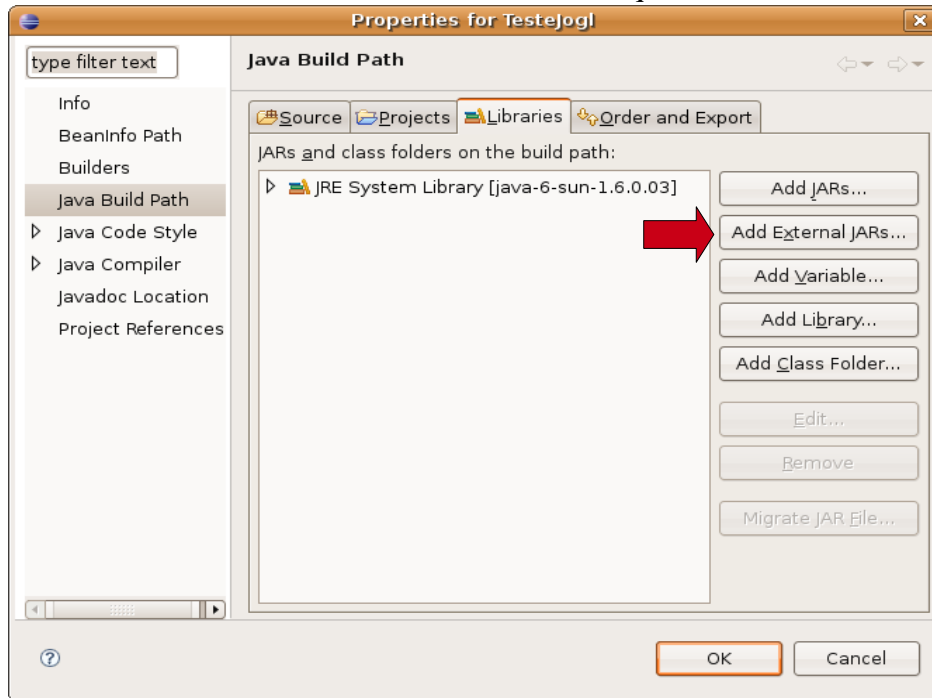 Properties for TesteJogl
type filter text
Java Build Path
Info
BeanInfo Path
Builders
Java Build Path
Java Code Style
Java Compiler
Javadoc Location
Project References
Source Projects Libraries Order and Export
JARs and class folders on the build path:
JRE System Library [java-6-sun-1.6.0.03]
Add JARs...
Add External JARs...
Add Variable...
Add Library...
Add Class Folder...
Edit...
Remove
Migrate JAR File...
OK Cancel